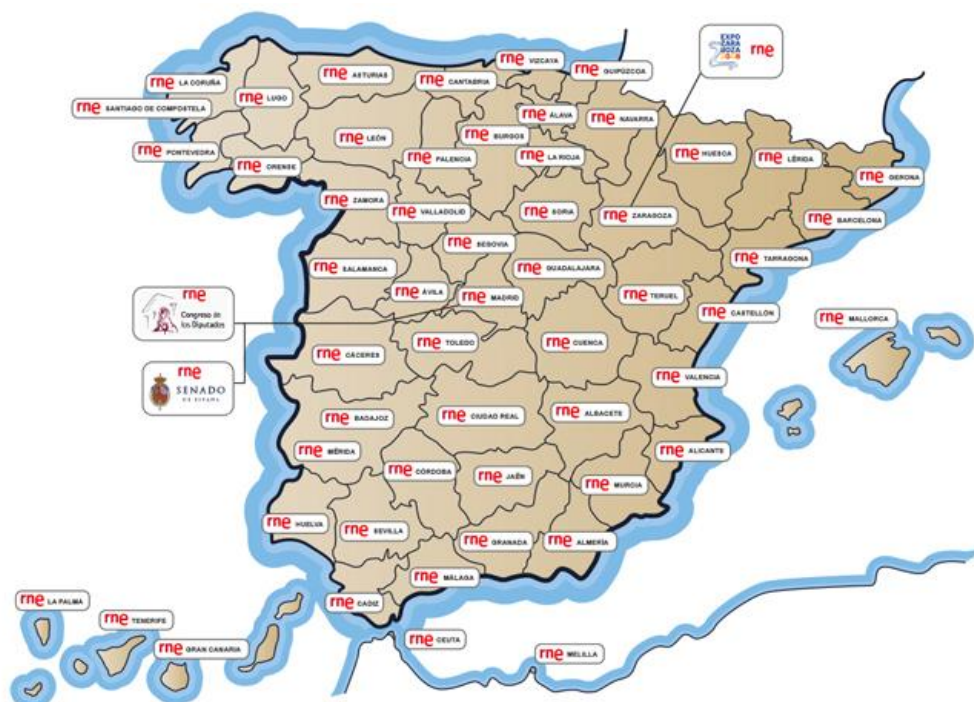 EXPO
ZARA
GOZA
2008
rne
rne VIZCAYA
rne GUIPÚZCOA
rne LA CORUÑA
rne LUGO
rne ASTURIAS
rne CANTABRIA
rne SANTIAGO DE COMPOSTELA
rne ÁLAVA
rne NAVARRA
rne LEÓN
rne BURGOS
rne PONTEVEDRA
rne ORENSE
rne PALENCIA
rne LA RIOJA
rne HUESCA
rne LÉRIDA
rne GERONA
rne ZAMORA
rne VALLADOLID
rne SORIA
rne ZARAGOZA
rne BARCELONA
rne SEGOVIA
rne TARRAGONA
rne SALAMANCA
rne GUADALAJARA
rne ÁVILA
rne MADRID
rne TERUEL
rne CASTELLÓN
rne
Congreso de
los Diputados
rne MALLORCA
rne CÁCERES
rne TOLEDO
rne CUENCA
rne
SENADO
DE ESPAÑA
rne VALENCIA
rne BADAJOZ
rne CIUDAD REAL
rne ALBACETE
rne MÉRIDA
rne ALICANTE
rne CÓRDOBA
rne JAÉN
rne MURCIA
rne HUELVA
rne SEVILLA
rne GRANADA
rne ALMERÍA
rne MÁLAGA
rne CADIZ
rne LA PALMA
rne TENERIFE
rne GRAN CANARIA
rne CEUTA
rne MELILLA